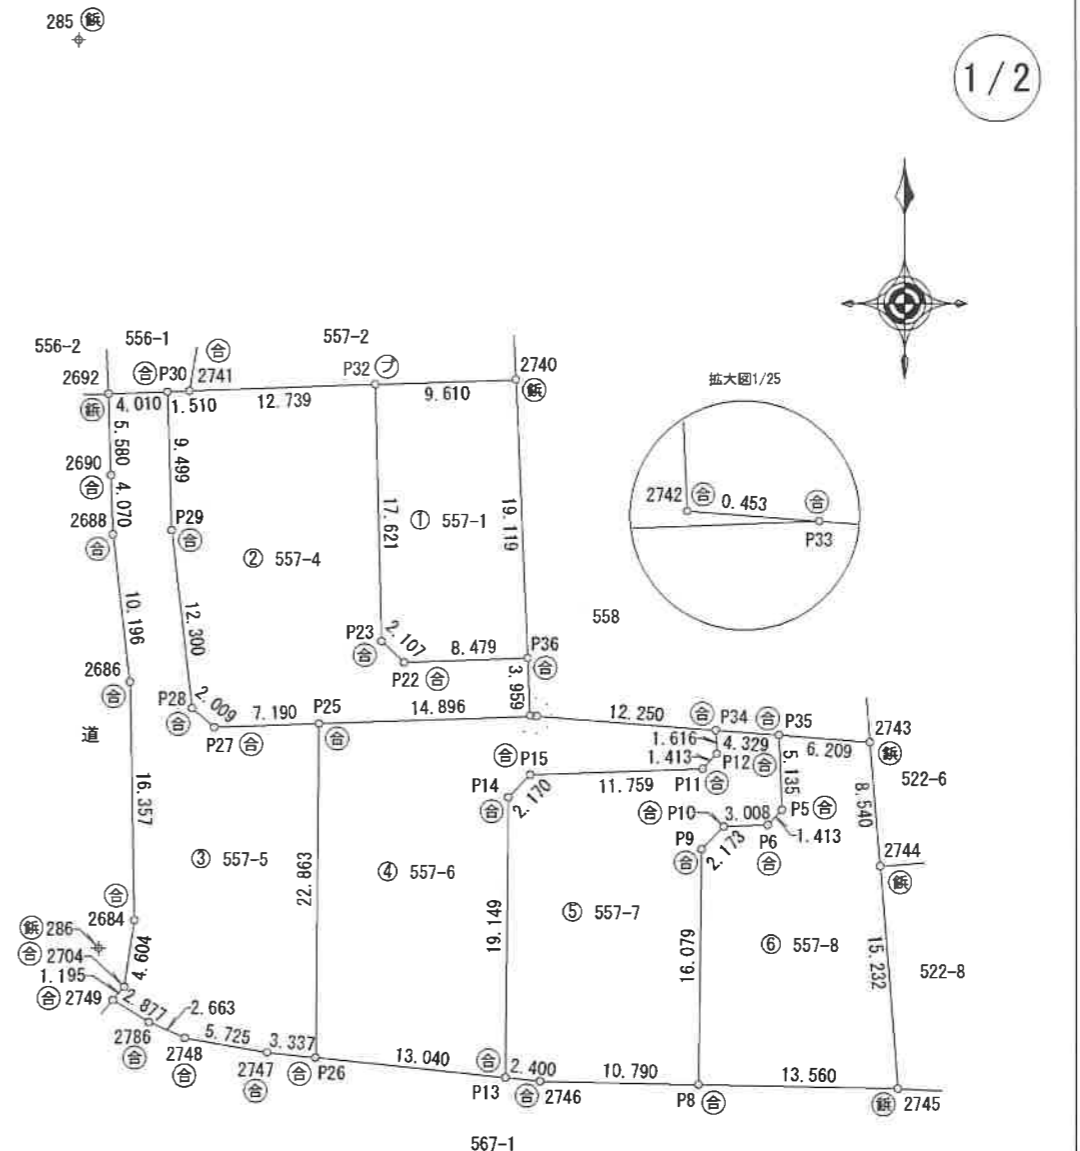 285 ㊎
1/2
556-2
556-1
557-2
合
2692
合 P30
2741
P32 プ
2740
鋲
鋲
4.010
1.510
12.739
9.610
拡大図1/25
5.580
9.499
2690
合
4.070
2742 合 0.453 合
P33
2688
合
P29
合
17.621
① 557-1
19.119
② 557-4
10.196
12.300
558
P23
合
2.107
8.479
P36
合
P22 合
2686
合
P28
合
2.009
3.959
道
7.190
P25
合
14.896
P27 合
12.250
合 P34
合 P35
2743
鋲
1.616
4.329
6.209
1.413
P12 合
合 P15
P11
合
5.135
522-6
P14
合
2.170
11.759
8.540
16.357
合 P10
3.008
P5 合
P9
合
2.173
P6
合
1.413
2744
鋲
③ 557-5
22.863
④ 557-6
⑤ 557-7
⑥ 557-8
合
2684
鋲 286
合 2704
4.604
19.149
16.079
15.232
522-8
1.195
合 2749
2.877
2.663
2786
合
5.725
2748
合
3.337
2747
合
合 P26
13.040
合
P13
2.400
合 2746
10.790
P8 合
13.560
鋲 2745
567-1